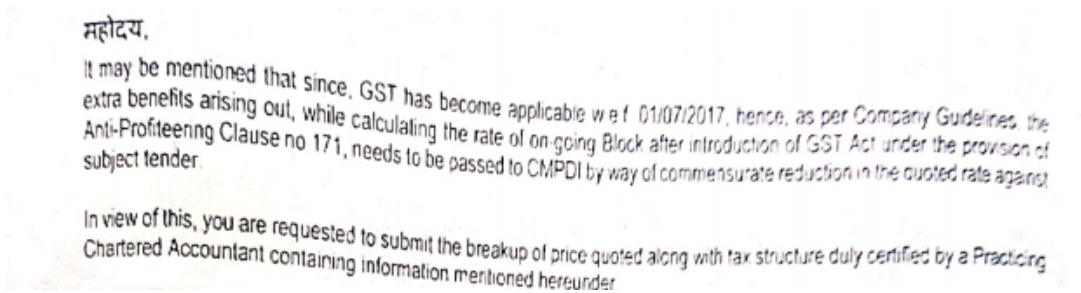 महोदय,
It may be mentioned that since, GST has become applicable w e f 01/07/2017, hence, as per Company Guidelines, the
extra benefits arising out, while calculating the rate of on-going Block after introduction of GST Act under the provision of
Anti-Profiteering Clause no 171, needs to be passed to CMPDI by way of commensurate reduction in the quoted rate against
subject tender.
In view of this, you are requested to submit the breakup of price quoted along with tax structure duly certified by a Practicing
Chartered Accountant containing information mentioned hereunder